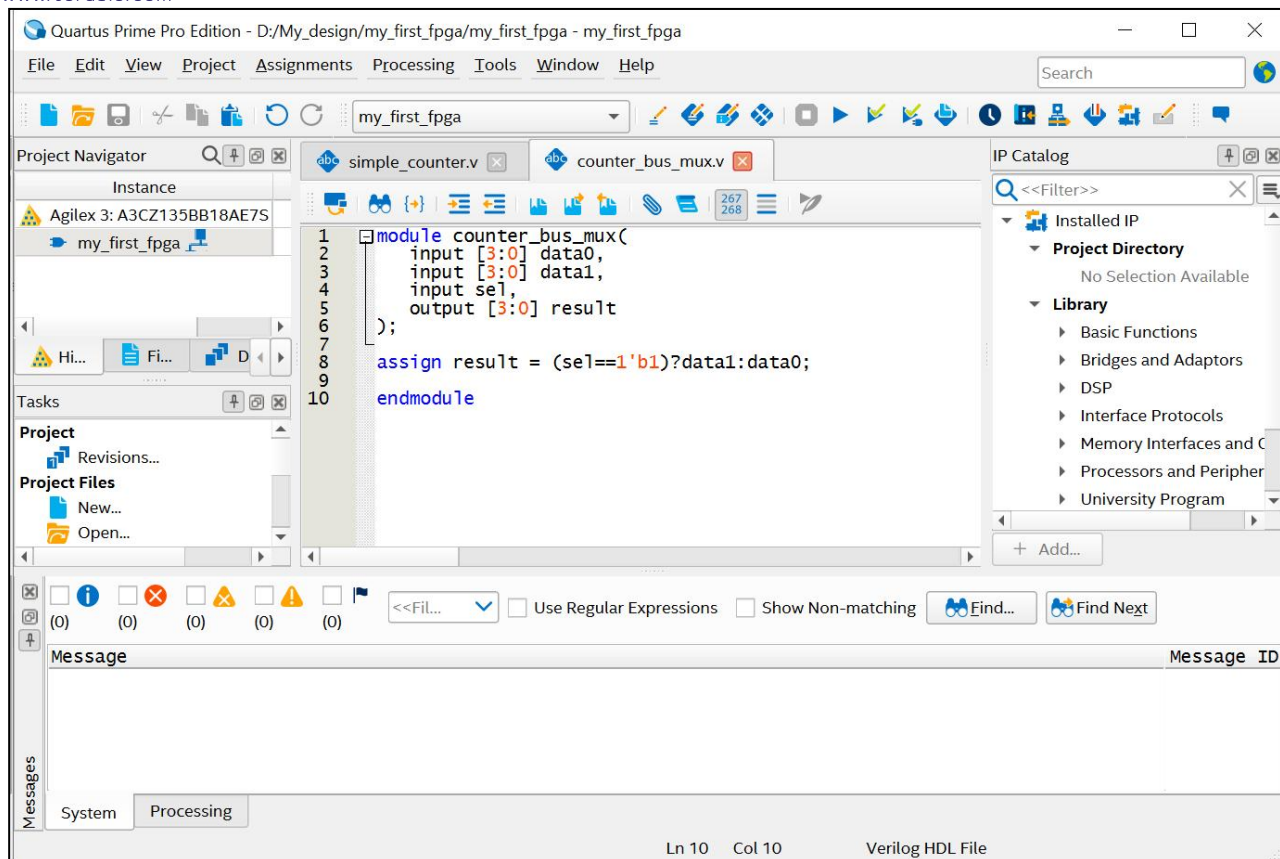 Quartus Prime Pro Edition - D:/My_design/my_first_fpga/my_first_fpga - my_first_fpga
File Edit View Project Assignments Processing Tools Window Help
Search
my_first_fpga
Project Navigator
Instance
Agilex 3: A3CZ135BB18AE7S
my_first_fpga
Hi... Fi... D
Tasks
Project
Revisions...
Project Files
New...
Open...
simple_counter.v counter_bus_mux.v
267
268
1 module counter_bus_mux(
2 input [3:0] data0,
3 input [3:0] data1,
4 input sel,
5 output [3:0] result
6 );
7
8 assign result = (sel==1'b1)?data1:data0;
9
10 endmodule
IP Catalog
<<Filter>>
Installed IP
Project Directory
No Selection Available
Library
Basic Functions
Bridges and Adaptors
DSP
Interface Protocols
Memory Interfaces and C
Processors and Peripher
University Program
+ Add...
(0) (0) (0) (0) (0)
<<Fil... Use Regular Expressions Show Non-matching Find... Find Next
Message Message ID
Messages
System Processing
Ln 10 Col 10 Verilog HDL File